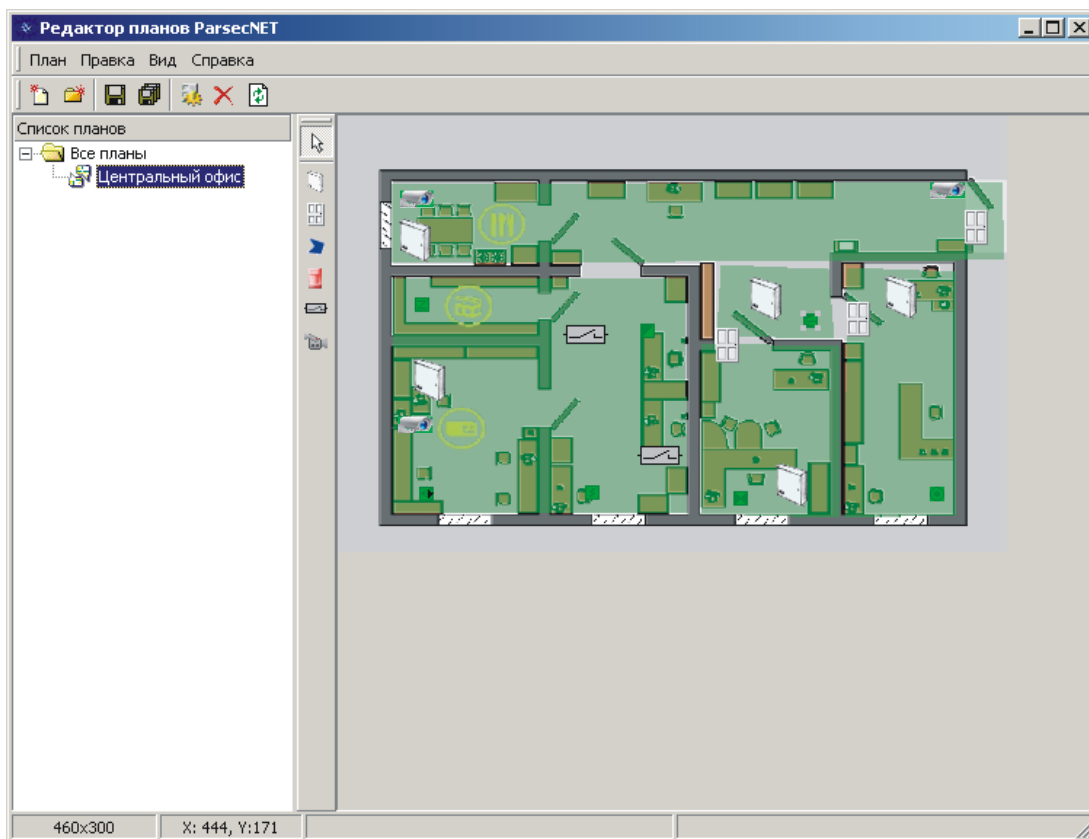 Редактор планов ParsecNET
План Правка Вид Справка
Список планов
Все планы
Центральный офис
460x300
X: 444, Y:171